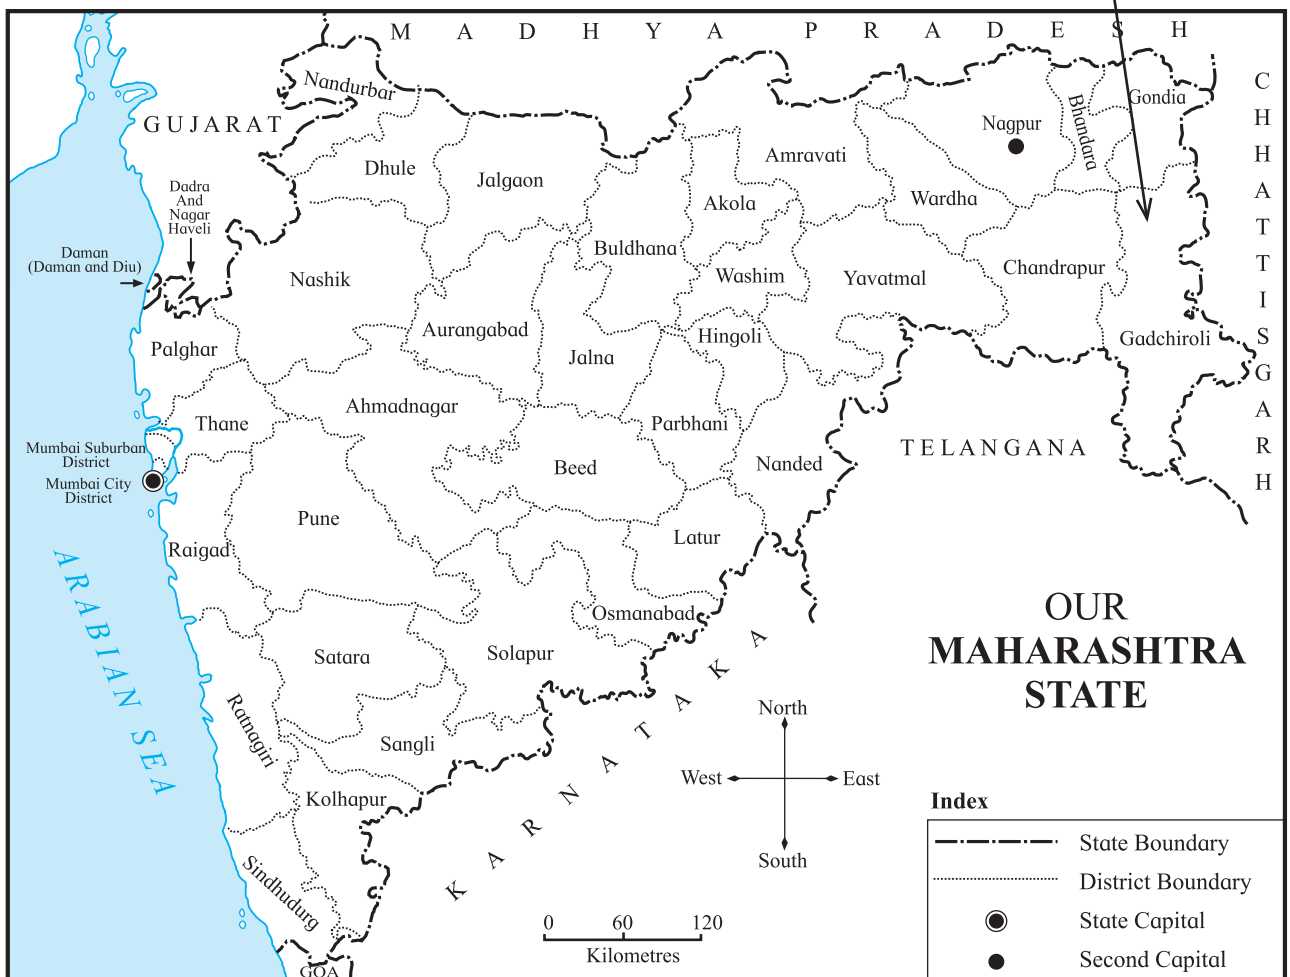 M A D H Y A P R A D E S H
C H H A T T I S G A R H
GUJARAT
Nandurbar
Dhule
Jalgaon
Amravati
Nagpur
Bhandara
Gondia
Dadra
And
Nagar
Haveli
Akola
Wardha
Daman
(Daman and Diu)
Nashik
Buldhana
Washim
Yavatmal
Chandrapur
Palghar
Aurangabad
Jalna
Hingoli
Gadchiroli
Thane
Ahmadnagar
Parbhani
Mumbai Suburban
District
Mumbai City
District
Beed
Nanded
TELANGANA
Pune
Raigad
Latur
ARABIAN SEA
Osmanabad
Satara
Solapur
Ratnagiri
Sangli
Kolhapur
Sindhudurg
GOA
K A R N A T A K A
OUR
MAHARASHTRA
STATE
North
West
East
South
0 60 120
Kilometres
Index
State Boundary
District Boundary
State Capital
Second Capital